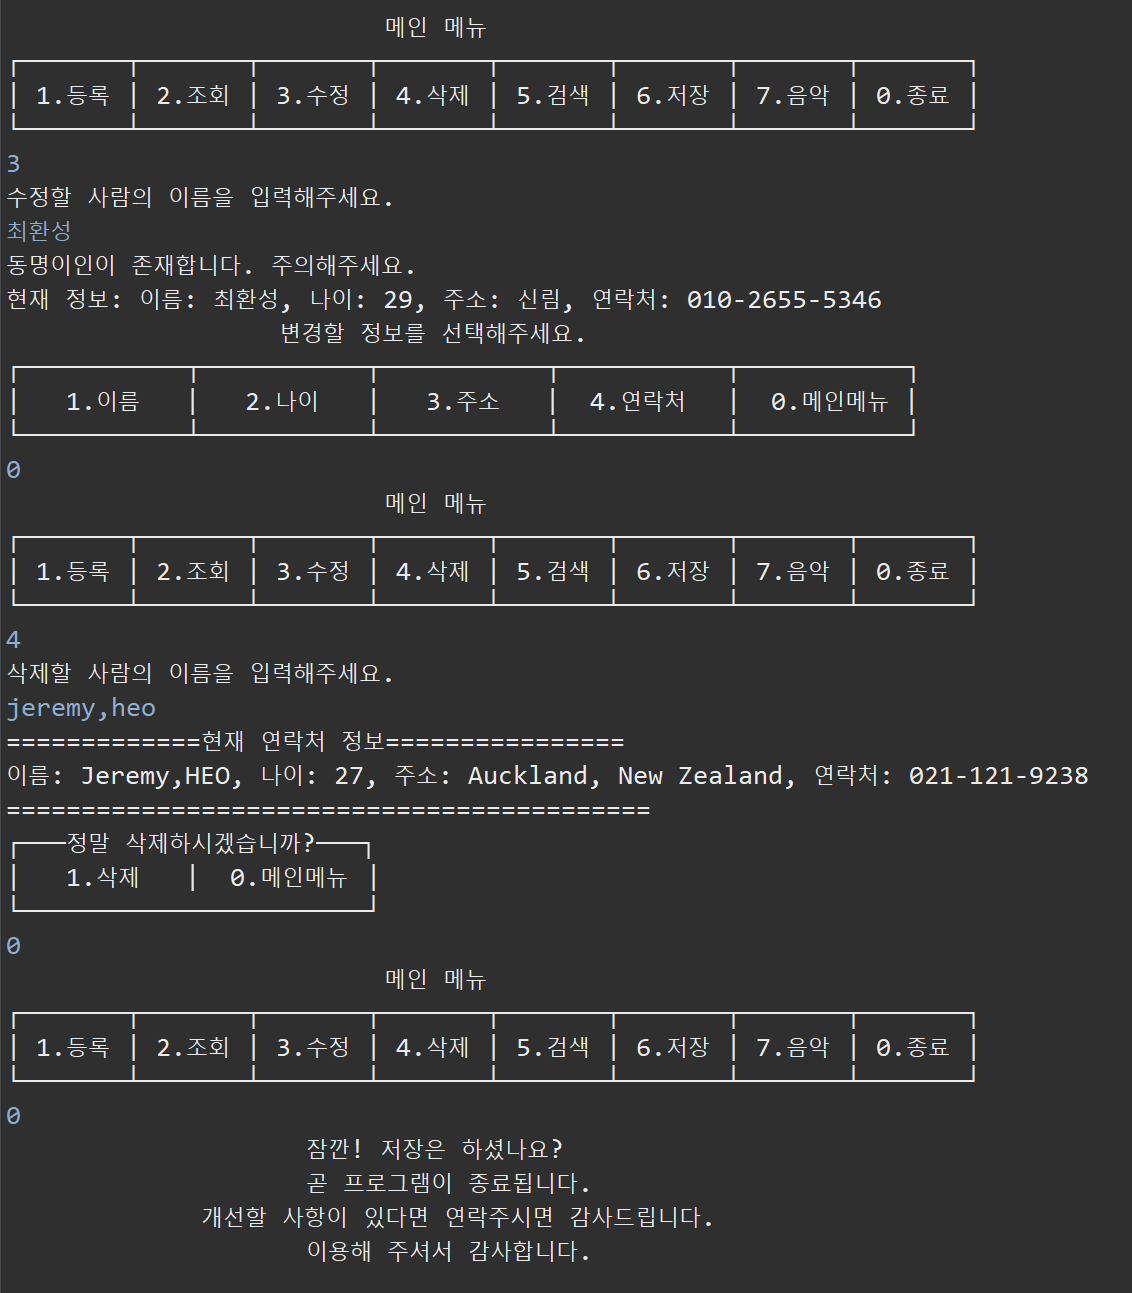 메인 메뉴
1.등록 | 2.조회 | 3.수정 | 4.삭제 | 5.검색 | 6.저장 | 7.음악 | 0.종료
3
수정할 사람의 이름을 입력해주세요.
최환성
동명이인이 존재합니다. 주의해주세요.
현재 정보: 이름: 최환성, 나이: 29, 주소: 신림, 연락처: 010-2655-5346
변경할 정보를 선택해주세요.
1.이름 | 2.나이 | 3.주소 | 4.연락처 | 0.메인메뉴
0
메인 메뉴
1.등록 | 2.조회 | 3.수정 | 4.삭제 | 5.검색 | 6.저장 | 7.음악 | 0.종료
4
삭제할 사람의 이름을 입력해주세요.
jeremy,heo
=============현재 연락처 정보================
이름: Jeremy,HEO, 나이: 27, 주소: Auckland, New Zealand, 연락처: 021-121-9238
===========================================
정말 삭제하시겠습니까?
1.삭제 | 0.메인메뉴
0
메인 메뉴
1.등록 | 2.조회 | 3.수정 | 4.삭제 | 5.검색 | 6.저장 | 7.음악 | 0.종료
0
잠깐! 저장은 하셨나요?
곧 프로그램이 종료됩니다.
개선할 사항이 있다면 연락주시면 감사드립니다.
이용해 주셔서 감사합니다.